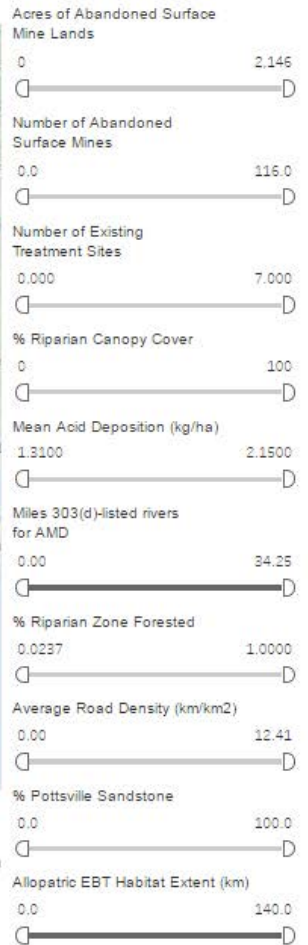 Acres of Abandoned Surface
Mine Lands
0 2,146
Number of Abandoned
Surface Mines
0.0 116.0
Number of Existing
Treatment Sites
0.000 7.000
% Riparian Canopy Cover
0 100
Mean Acid Deposition (kg/ha)
1.3100 2.1500
Miles 303(d)-listed rivers
for AMD
0.00 34.25
% Riparian Zone Forested
0.0237 1.0000
Average Road Density (km/km2)
0.00 12.41
% Pottsville Sandstone
0.0 100.0
Allopatric EBT Habitat Extent (km)
0.0 140.0